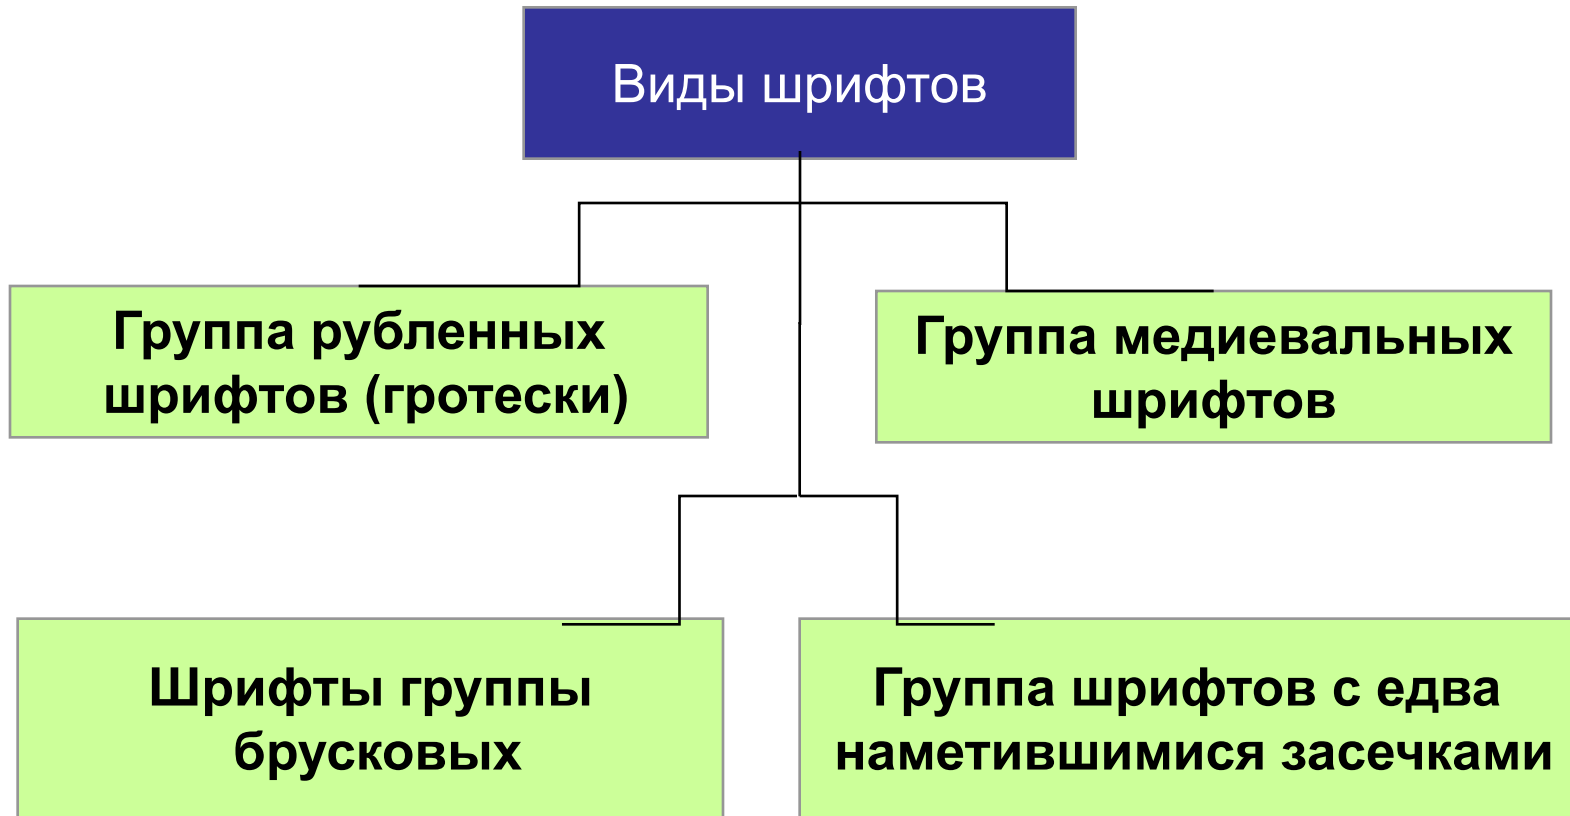 Виды шрифтов
Группа рубленных
шрифтов (гротески)
Группа медиевальных
шрифтов
Шрифты группы
брусковых
Группа шрифтов с едва
наметившимися засечками